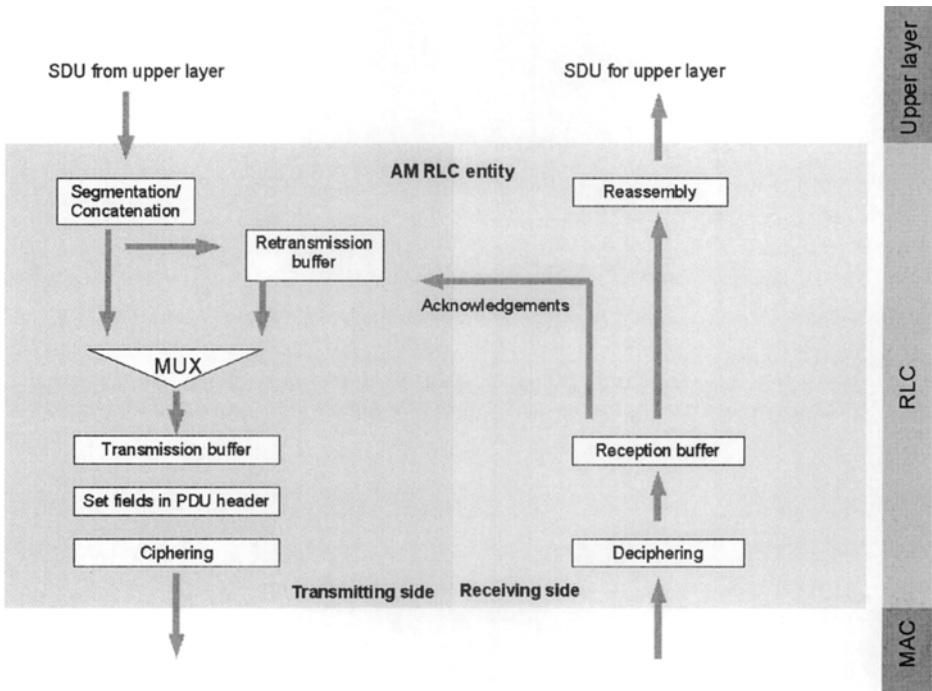 SDU from upper layer
SDU for upper layer
Upper layer
AM RLC entity
Segmentation/
Concatenation
Reassembly
Retransmission
buffer
Acknowledgements
MUX
RLC
Transmission buffer
Reception buffer
Set fields in PDU header
Ciphering
Deciphering
Transmitting side
Receiving side
MAC